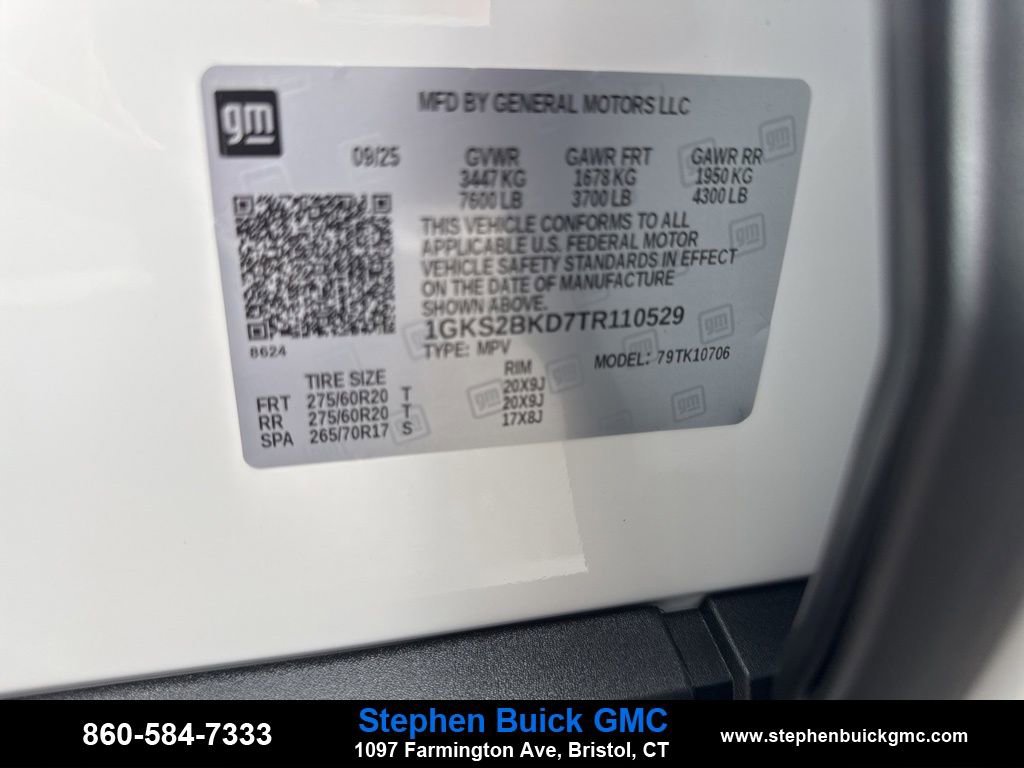 gm
MFD BY GENERAL MOTORS LLC
09/25 GVWR GAWR FRT GAWR RR
3447 KG 1678 KG 1950 KG
7600 LB 3700 LB 4300 LB
THIS VEHICLE CONFORMS TO ALL
APPLICABLE U.S. FEDERAL MOTOR
VEHICLE SAFETY STANDARDS IN EFFECT
ON THE DATE OF MANUFACTURE
SHOWN ABOVE.
1GKS2BKD7TR110529
8624
TYPE: MPV MODEL: 79TK10706
TIRE SIZE RIM
FRT 275/60R20 T 20X9J
RR 275/60R20 T 20X9J
SPA 265/70R17 S 17X8J
860-584-7333
Stephen Buick GMC
1097 Farmington Ave, Bristol, CT
www.stephenbuickgmc.com